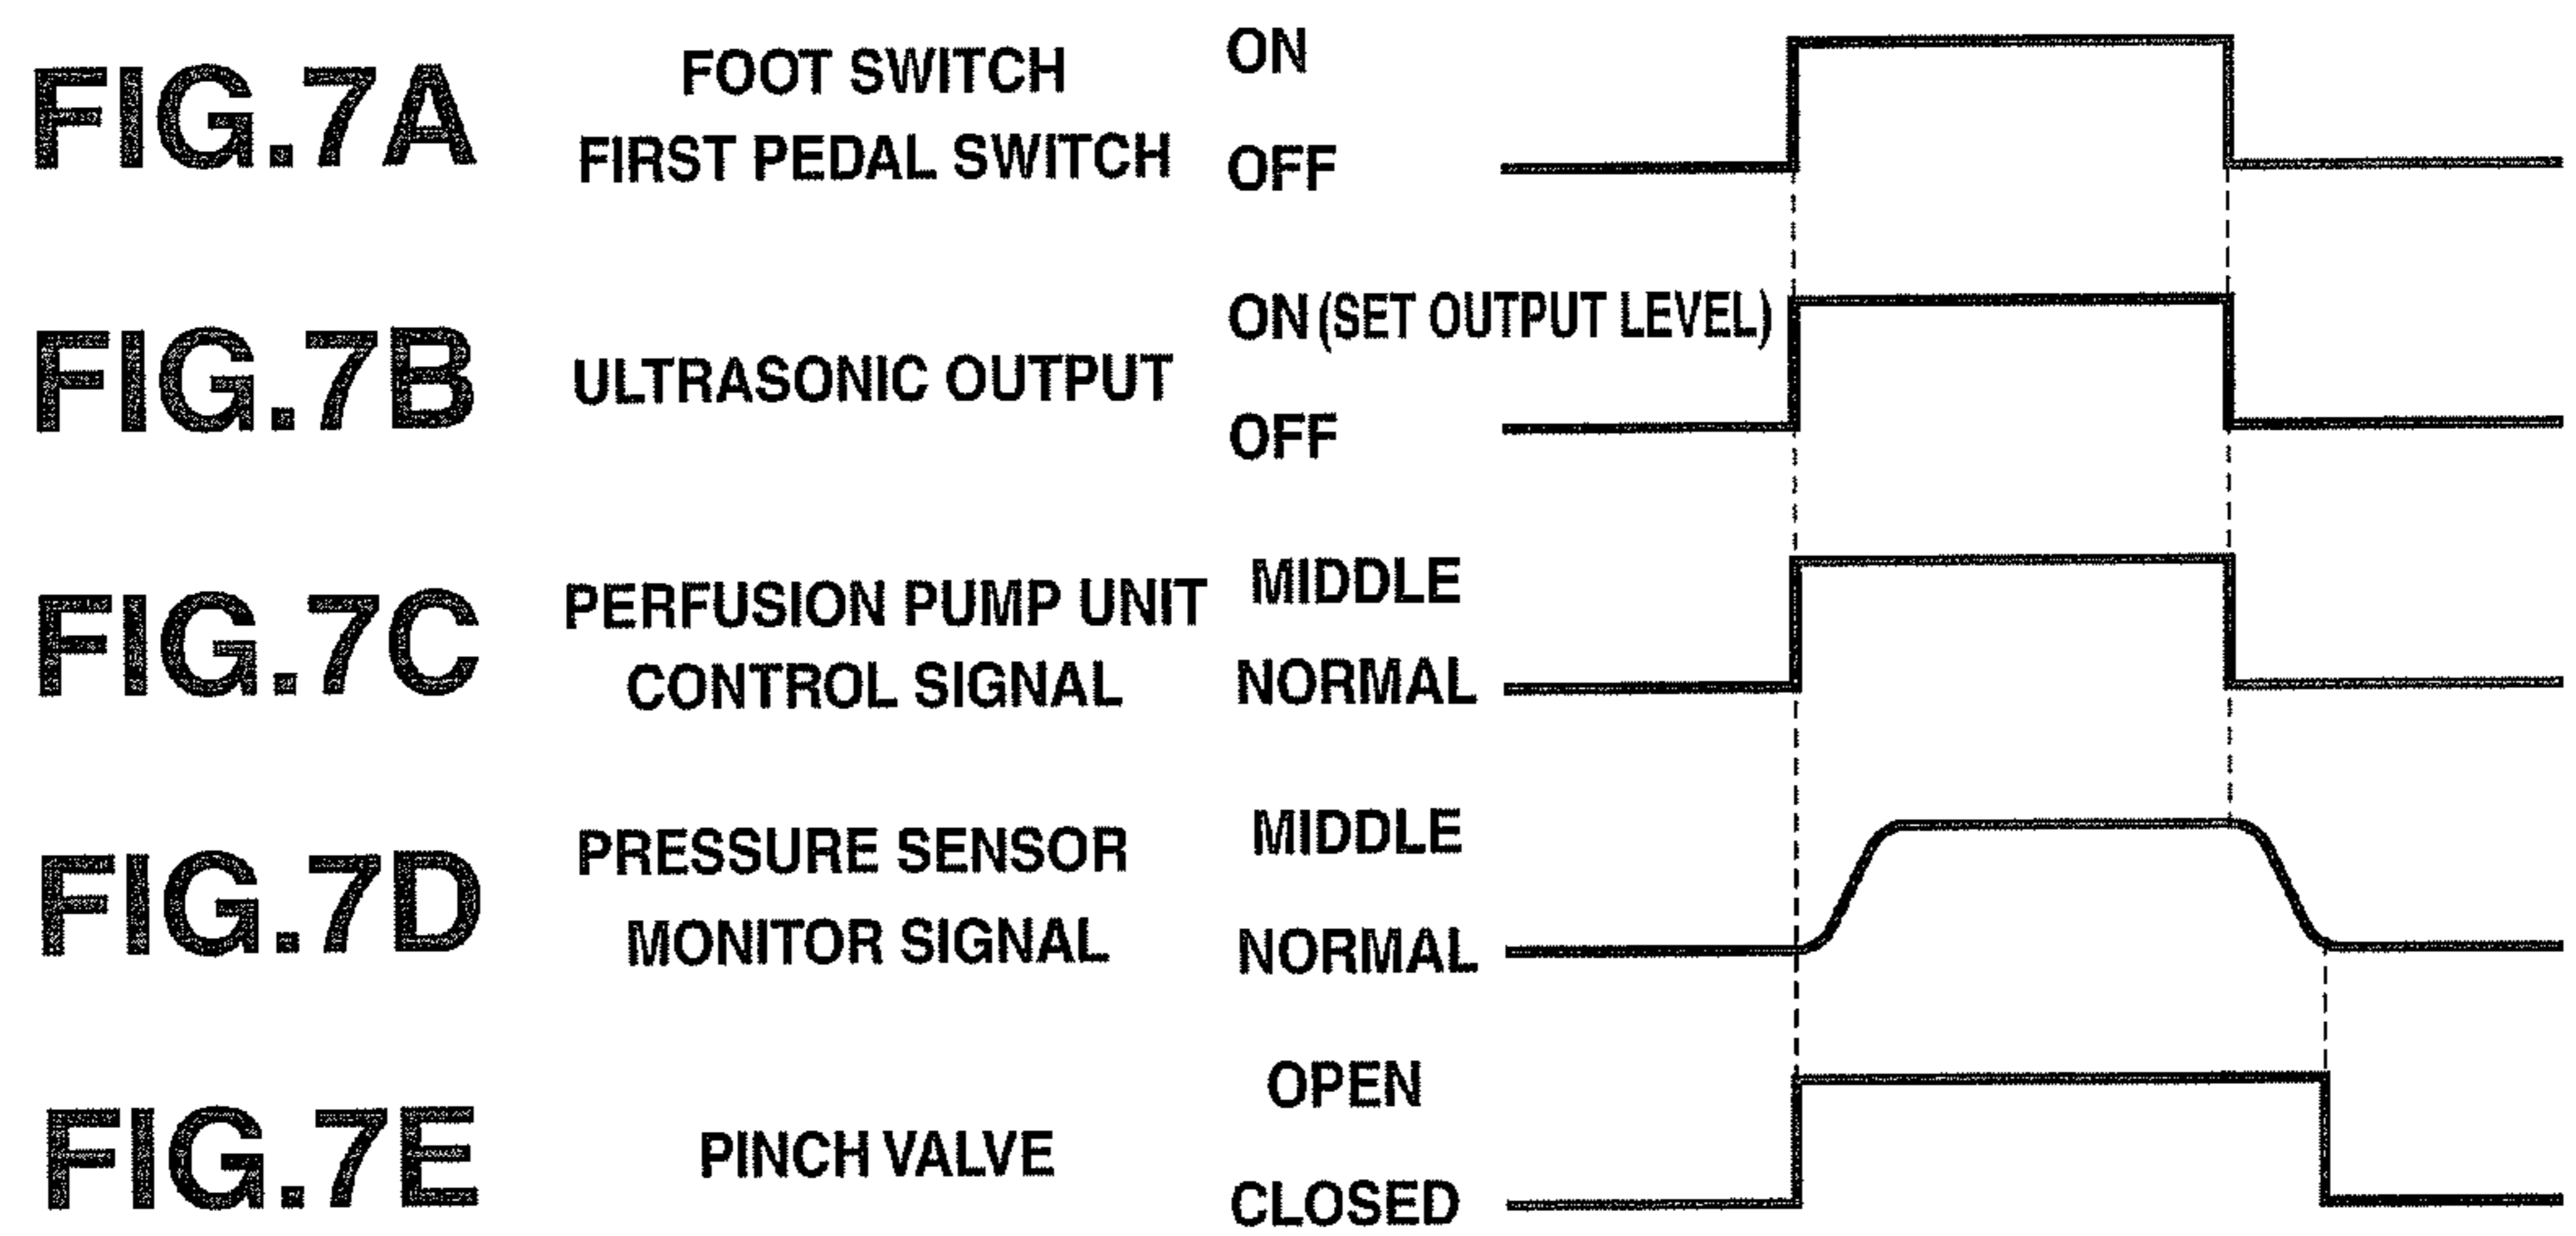 FIG.7A
FOOT SWITCH
FIRST PEDAL SWITCH
ON
OFF
FIG.7B
ULTRASONIC OUTPUT
ON (SET OUTPUT LEVEL)
OFF
FIG.7C
PERFUSION PUMP UNIT
CONTROL SIGNAL
MIDDLE
NORMAL
FIG.7D
PRESSURE SENSOR
MONITOR SIGNAL
MIDDLE
NORMAL
FIG.7E
PINCH VALVE
OPEN
CLOSED